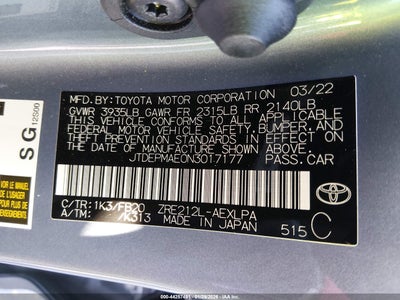 MFD. BY: TOYOTA MOTOR CORPORATION 03/22
GVWR 3935LB GAWR FR 2315LB RR 2140LB
THIS VEHICLE CONFORMS TO ALL APPLICABLE
FEDERAL MOTOR VEHICLE SAFETY, BUMPER,
AND THEFT PREVENTION STANDARDS IN EFFECT
ON THE DATE OF MANUFACTURE SHOWN ABOVE.
JTDEPMAE0N3017177 PASS.CAR
C/TR: 1K3/FB20 ZRE212L-AEXLPA
A/TM: /K313 MADE IN JAPAN 515 C
TOYOTA
SG 12S00